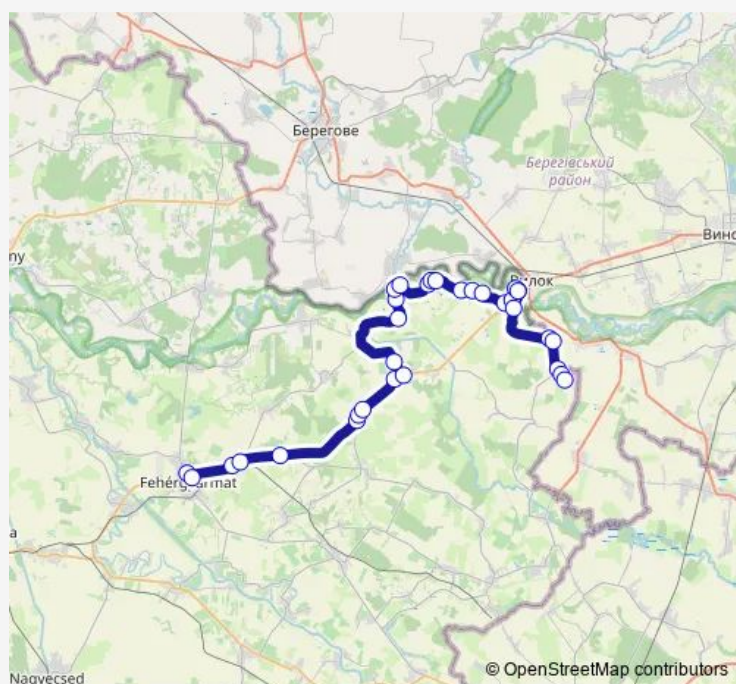 Берегове
Берегівський
район
Вино
ny
Вилок
Fehérgyarmat
a
Nagyecsed
© OpenStreetMap contributors